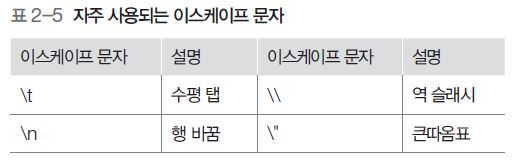 표 2-5 자주 사용되는 이스케이프 문자
이스케이프 문자 설명 이스케이프 문자 설명
\t 수평 탭 \\ 역 슬래시
\n 행 바꿈 \" 큰따옴표